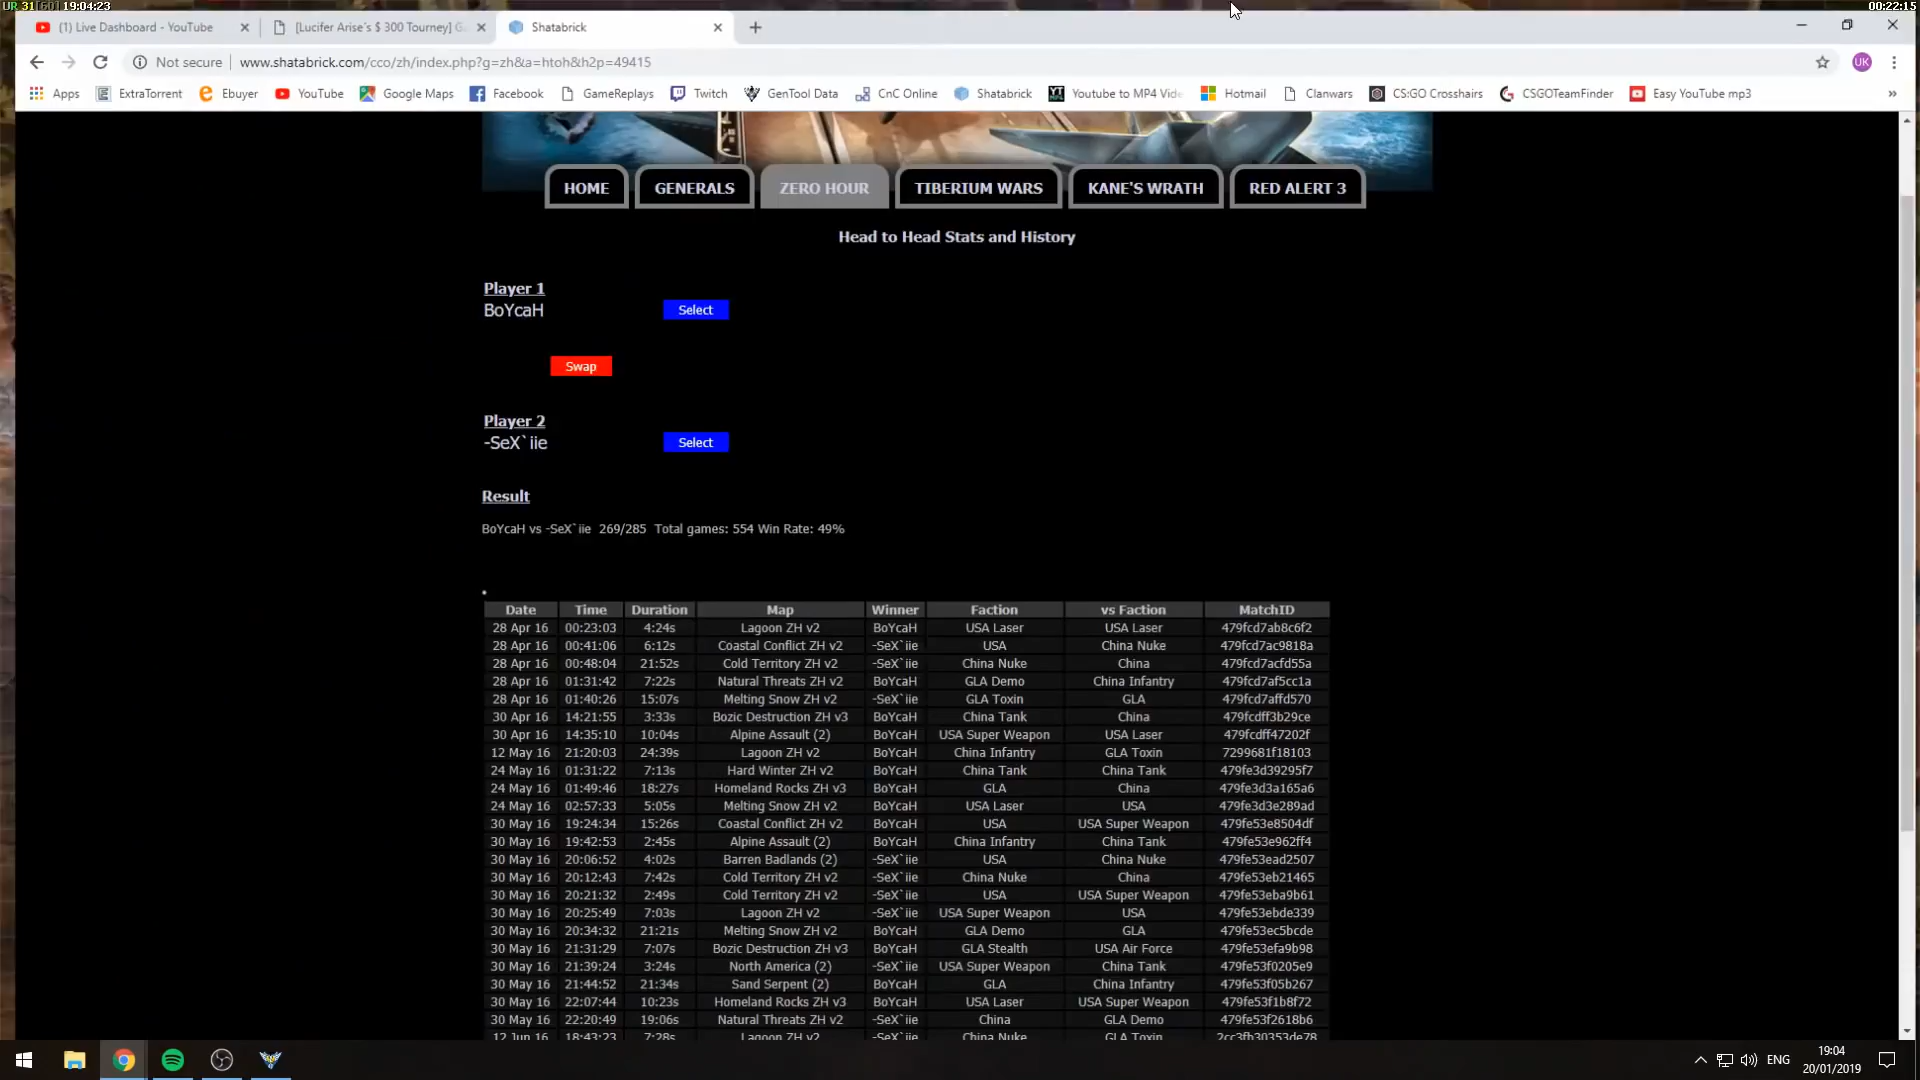 UR 31[60] 19:04:23 00:22:15
(1) Live Dashboard - YouTube [Lucifer Arise's $ 300 Tourney] Ga Shatabrick
Not secure www.shatabrick.com/cco/zh/index.php?g=zh&a=htoh&h2p=49415 UK
Apps ExtraTorrent Ebuyer YouTube Google Maps Facebook GameReplays Twitch GenTool Data CnC Online Shatabrick Youtube to MP4 Vide Hotmail Clanwars CS:GO Crosshairs CSGOTeamFinder Easy YouTube mp3 »
HOME GENERALS ZERO HOUR TIBERIUM WARS KANE'S WRATH RED ALERT 3
Head to Head Stats and History
Player 1
BoYcaH Select
Swap
Player 2
-SeX`iie Select
Result
BoYcaH vs -SeX`iie 269/285 Total games: 554 Win Rate: 49%
Date Time Duration Map Winner Faction vs Faction MatchID
28 Apr 16 00:23:03 4:24s Lagoon ZH v2 BoYcaH USA Laser USA Laser 479fcd7ab8c6f2
28 Apr 16 00:41:06 6:12s Coastal Conflict ZH v2 -SeX`iie USA China Nuke 479fcd7ac9818a
28 Apr 16 00:48:04 21:52s Cold Territory ZH v2 -SeX`iie China Nuke China 479fcd7acfd55a
28 Apr 16 01:31:42 7:22s Natural Threats ZH v2 BoYcaH GLA Demo China Infantry 479fcd7af5cc1a
28 Apr 16 01:40:26 15:07s Melting Snow ZH v2 -SeX`iie GLA Toxin GLA 479fcd7affd570
30 Apr 16 14:21:55 3:33s Bozic Destruction ZH v3 BoYcaH China Tank China 479fcdff3b29ce
30 Apr 16 14:35:10 10:04s Alpine Assault (2) BoYcaH USA Super Weapon USA Laser 479fcdff47202f
12 May 16 21:20:03 24:39s Lagoon ZH v2 BoYcaH China Infantry GLA Toxin 7299681f18103
24 May 16 01:31:22 7:13s Hard Winter ZH v2 BoYcaH China Tank China Tank 479fe3d39295f7
24 May 16 01:49:46 18:27s Homeland Rocks ZH v3 BoYcaH GLA China 479fe3d3a165a6
24 May 16 02:57:33 5:05s Melting Snow ZH v2 BoYcaH USA Laser USA 479fe3d3e289ad
30 May 16 19:24:34 15:26s Coastal Conflict ZH v2 BoYcaH USA USA Super Weapon 479fe53e8504df
30 May 16 19:42:53 2:45s Alpine Assault (2) BoYcaH China Infantry China Tank 479fe53e962ff4
30 May 16 20:06:52 4:02s Barren Badlands (2) -SeX`iie USA China Nuke 479fe53ead2507
30 May 16 20:12:43 7:42s Cold Territory ZH v2 -SeX`iie China Nuke China 479fe53eb21465
30 May 16 20:21:32 2:49s Cold Territory ZH v2 -SeX`iie USA USA Super Weapon 479fe53eba9b61
30 May 16 20:25:49 7:03s Lagoon ZH v2 -SeX`iie USA Super Weapon USA 479fe53ebde339
30 May 16 20:34:32 21:21s Melting Snow ZH v2 BoYcaH GLA Demo GLA 479fe53ec5bcde
30 May 16 21:31:29 7:07s Bozic Destruction ZH v3 BoYcaH GLA Stealth USA Air Force 479fe53efa9b98
30 May 16 21:39:24 3:24s North America (2) -SeX`iie USA Super Weapon China Tank 479fe53f0205e9
30 May 16 21:44:52 21:34s Sand Serpent (2) BoYcaH GLA China Infantry 479fe53f05b267
30 May 16 22:07:44 10:23s Homeland Rocks ZH v3 BoYcaH USA Laser USA Super Weapon 479fe53f1b8f72
30 May 16 22:20:49 19:06s Natural Threats ZH v2 -SeX`iie China GLA Demo 479fe53f2618b6
12 Jun 16 18:43:23 7:28s Lagoon ZH v2 -SeX`iie China Nuke GLA Toxin 2cc3fb30353de78
ENG 19:04
20/01/2019